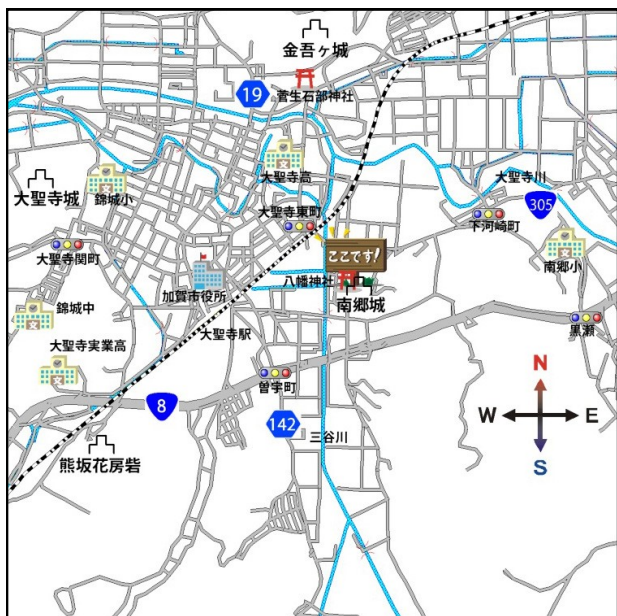 金吾ヶ城
19
菅生石部神社
大聖寺高
大聖寺川
大聖寺城
錦城小
305
大聖寺東町
下河崎町
大聖寺関町
ここです!
南郷小
八幡神社
加賀市役所
南郷城
錦城中
黒瀬
大聖寺駅
大聖寺実業高
曽宇町
N
8
W
E
142
三谷川
S
熊坂花房砦